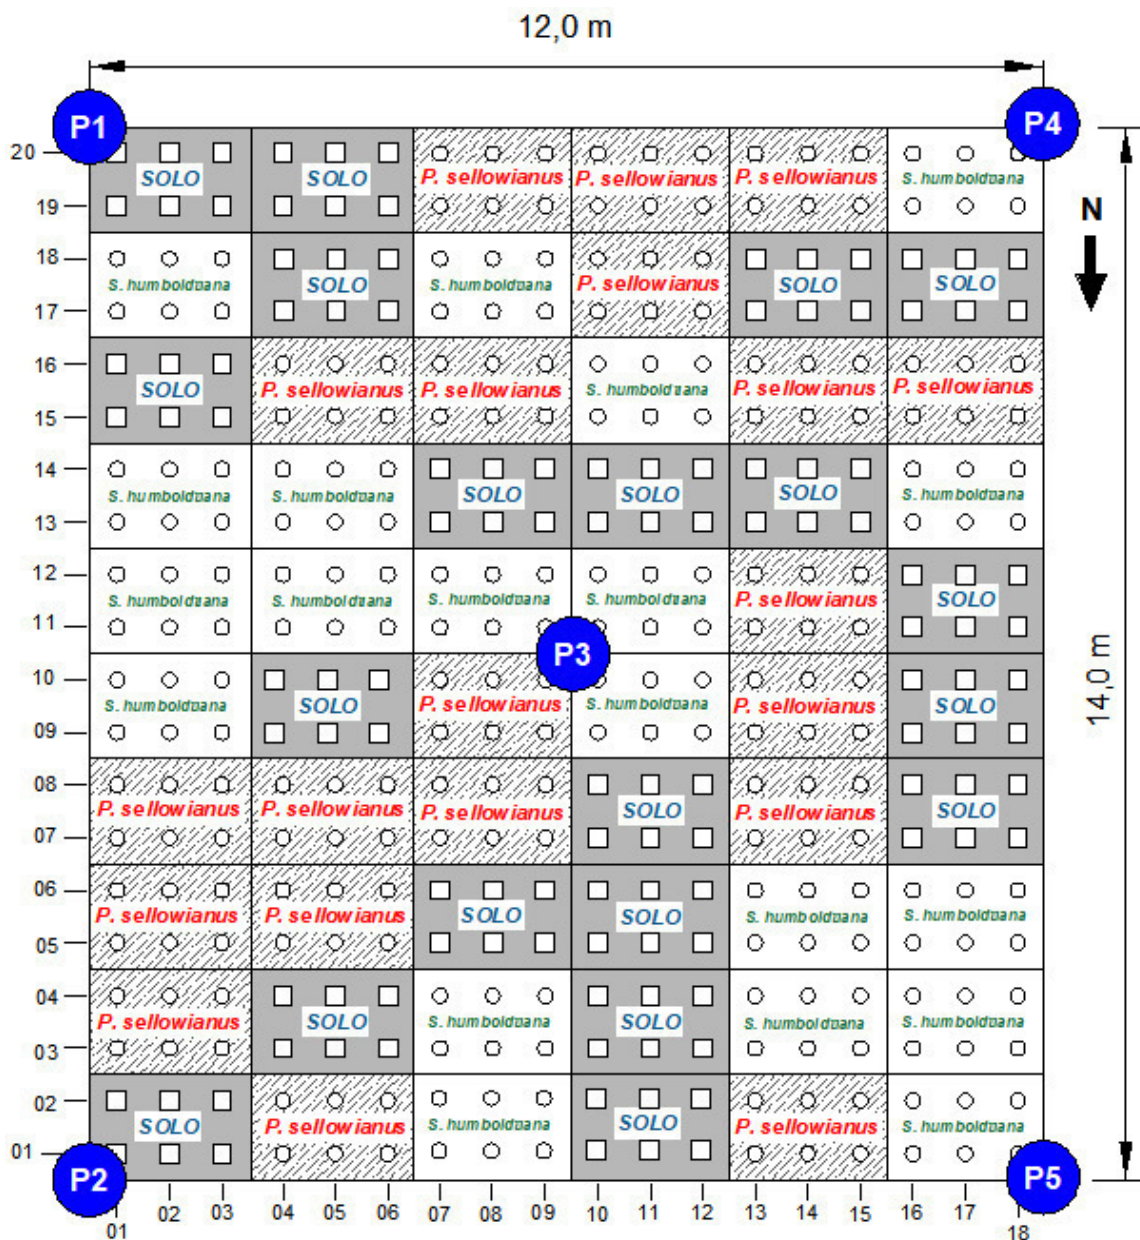 12,0 m
P1 P4
20
SOLO SOLO P. sellowianus P. sellowianus P. sellowianus S. humboldtiana
19
N
18
S. humboldtiana SOLO S. humboldtiana P. sellowianus SOLO SOLO
17
16
SOLO P. sellowianus P. sellowianus S. humboldtiana P. sellowianus P. sellowianus
15
14
S. humboldtiana S. humboldtiana SOLO SOLO SOLO S. humboldtiana
13
12
S. humboldtiana S. humboldtiana S. humboldtiana S. humboldtiana P. sellowianus SOLO
11
P3
14,0 m
10
S. humboldtiana SOLO P. sellowianus S. humboldtiana P. sellowianus SOLO
09
08
P. sellowianus P. sellowianus P. sellowianus SOLO P. sellowianus SOLO
07
06
P. sellowianus P. sellowianus SOLO SOLO S. humboldtiana S. humboldtiana
05
04
P. sellowianus SOLO S. humboldtiana SOLO S. humboldtiana S. humboldtiana
03
02
SOLO P. sellowianus S. humboldtiana SOLO P. sellowianus S. humboldtiana
01
P2 P5
01 02 03 04 05 06 07 08 09 10 11 12 13 14 15 16 17 18